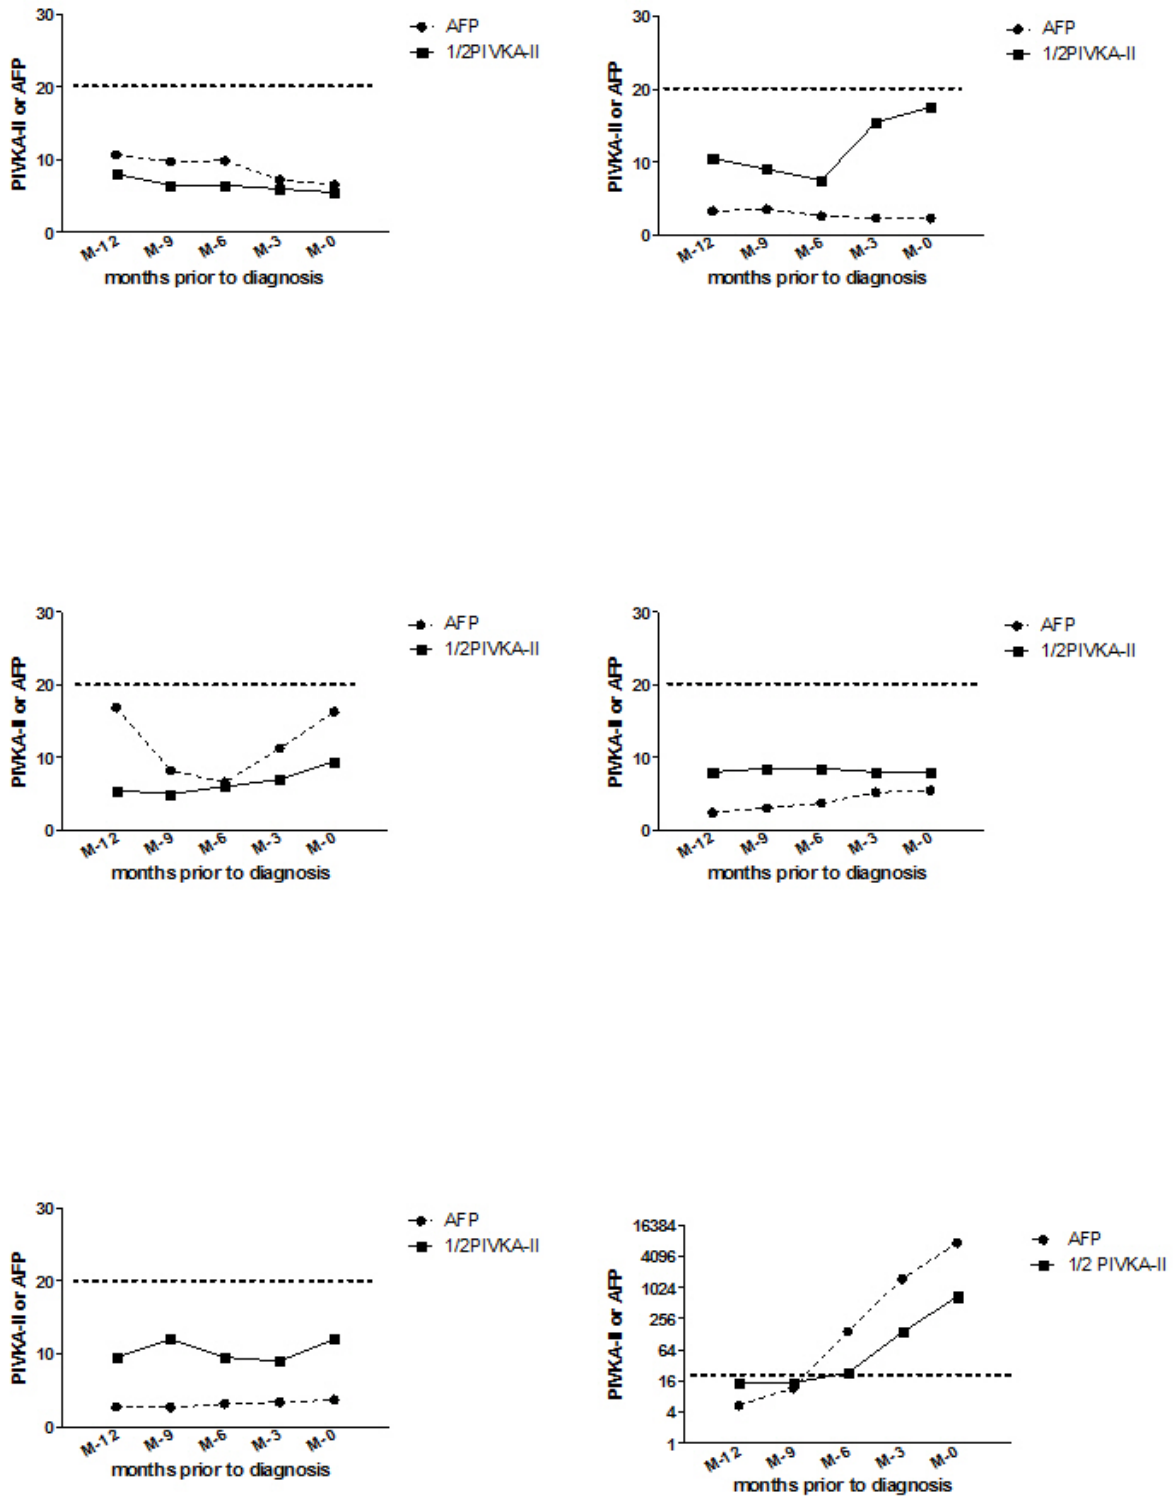 30
20
10
0
PIVKA-II or AFP
M-12 M-9 M-6 M-3 M-0
months prior to diagnosis
AFP
1/2PIVKA-II
30
20
10
0
PIVKA-II or AFP
M-12 M-9 M-6 M-3 M-0
months prior to diagnosis
AFP
1/2PIVKA-II
30
20
10
0
PIVKA-II or AFP
M-12 M-9 M-6 M-3 M-0
months prior to diagnosis
AFP
1/2PIVKA-II
30
20
10
0
PIVKA-II or AFP
M-12 M-9 M-6 M-3 M-0
months prior to diagnosis
AFP
1/2PIVKA-II
30
20
10
0
PIVKA-II or AFP
M-12 M-9 M-6 M-3 M-0
months prior to diagnosis
AFP
1/2PIVKA-II
16384
4096
1024
256
64
16
4
1
PIVKA-II or AFP
M-12 M-9 M-6 M-3 M-0
months prior to diagnosis
AFP
1/2 PIVKA-II